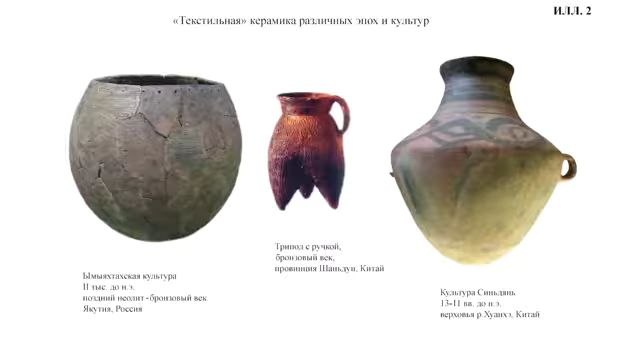 ИЛЛ. 2
«Текстильная» керамика различных эпох и культур
Ымыяхтахская культура
II тыс. до н.э.
поздний неолит - бронзовый век
Якутия, Россия
Трипод с ручкой,
бронзовый век,
провинция Шаньдун, Китай
Культура Синьдянь
13-11 вв. до н.э.
верховья р.Хуанхэ, Китай